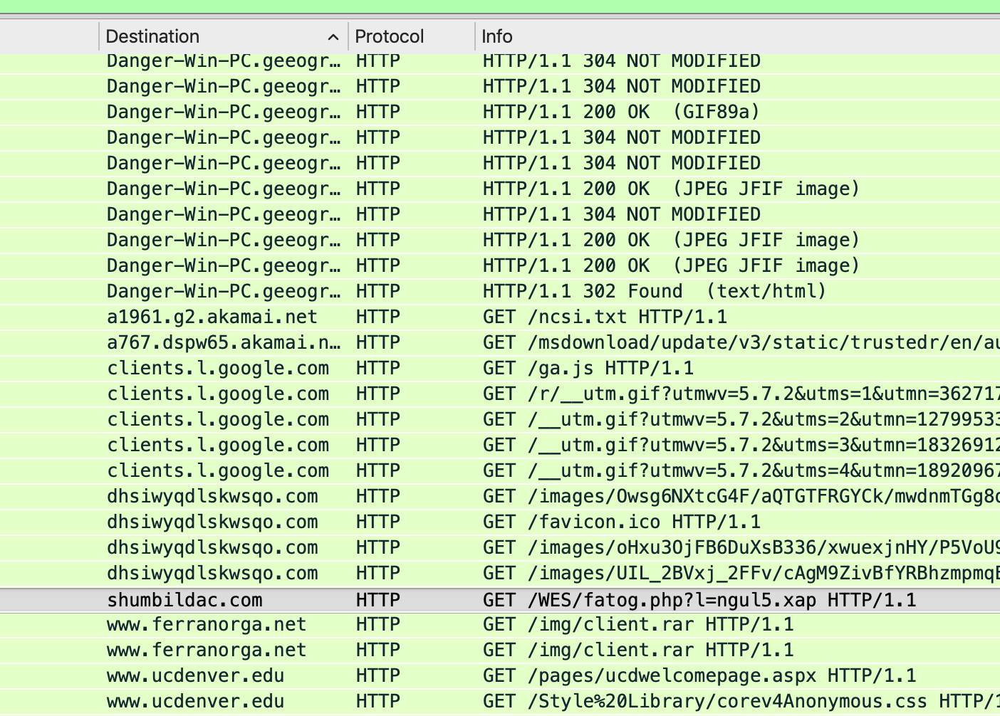 Destination Protocol Info
Danger-Win-PC.geeogr… HTTP HTTP/1.1 304 NOT MODIFIED
Danger-Win-PC.geeogr… HTTP HTTP/1.1 304 NOT MODIFIED
Danger-Win-PC.geeogr… HTTP HTTP/1.1 200 OK (GIF89a)
Danger-Win-PC.geeogr… HTTP HTTP/1.1 304 NOT MODIFIED
Danger-Win-PC.geeogr… HTTP HTTP/1.1 304 NOT MODIFIED
Danger-Win-PC.geeogr… HTTP HTTP/1.1 200 OK (JPEG JFIF image)
Danger-Win-PC.geeogr… HTTP HTTP/1.1 304 NOT MODIFIED
Danger-Win-PC.geeogr… HTTP HTTP/1.1 200 OK (JPEG JFIF image)
Danger-Win-PC.geeogr… HTTP HTTP/1.1 200 OK (JPEG JFIF image)
Danger-Win-PC.geeogr… HTTP HTTP/1.1 302 Found (text/html)
a1961.g2.akamai.net HTTP GET /ncsi.txt HTTP/1.1
a767.dspw65.akamai.n… HTTP GET /msdownload/update/v3/static/trustedr/en/au
clients.l.google.com HTTP GET /ga.js HTTP/1.1
clients.l.google.com HTTP GET /r/__utm.gif?utmwv=5.7.2&utms=1&utmn=362717
clients.l.google.com HTTP GET /__utm.gif?utmwv=5.7.2&utms=2&utmn=12799533
clients.l.google.com HTTP GET /__utm.gif?utmwv=5.7.2&utms=3&utmn=18326912
clients.l.google.com HTTP GET /__utm.gif?utmwv=5.7.2&utms=4&utmn=18920967
dhsiwyqdlskwsqo.com HTTP GET /images/Owsg6NXtcG4F/aQTGTFRGYCk/mwdnmTGg8
dhsiwyqdlskwsqo.com HTTP GET /favicon.ico HTTP/1.1
dhsiwyqdlskwsqo.com HTTP GET /images/oHxu3OjFB6DuXsB336/xwuexjnHY/P5VoU9
dhsiwyqdlskwsqo.com HTTP GET /images/UIL_2BVxj_2FFv/cAgM9ZivBfYRBhzmpmq
shumbildac.com HTTP GET /WES/fatog.php?l=ngul5.xap HTTP/1.1
www.ferranorga.net HTTP GET /img/client.rar HTTP/1.1
www.ferranorga.net HTTP GET /img/client.rar HTTP/1.1
www.ucdenver.edu HTTP GET /pages/ucdwelcomepage.aspx HTTP/1.1
www.ucdenver.edu HTTP GET /Style%20Library/corev4Anonymous.css HTTP/1